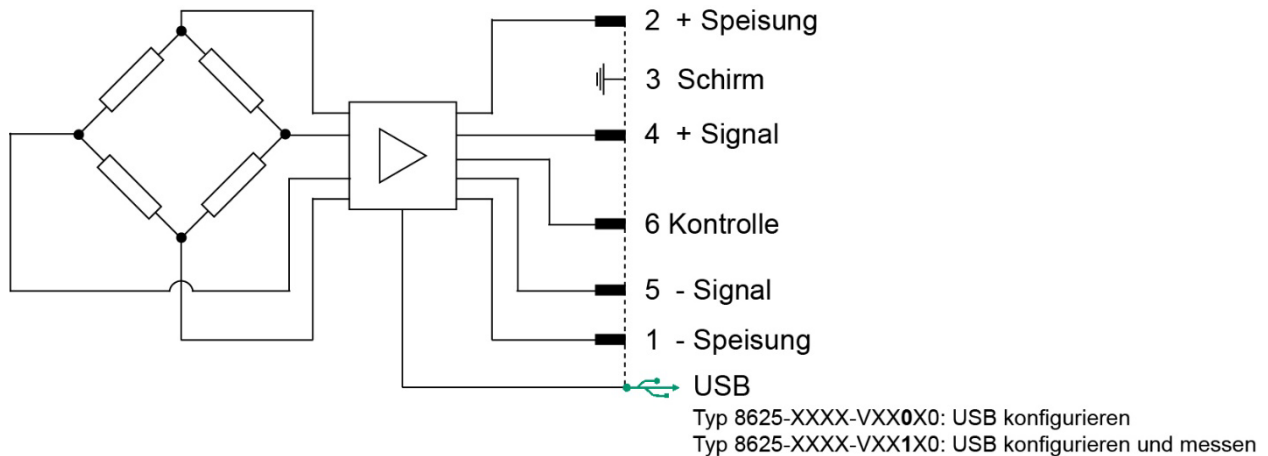 2 + Speisung
3 Schirm
4 + Signal
6 Kontrolle
5 - Signal
1 - Speisung
USB
Typ 8625-XXXX-VXX0X0: USB konfigurieren
Typ 8625-XXXX-VXX1X0: USB konfigurieren und messen